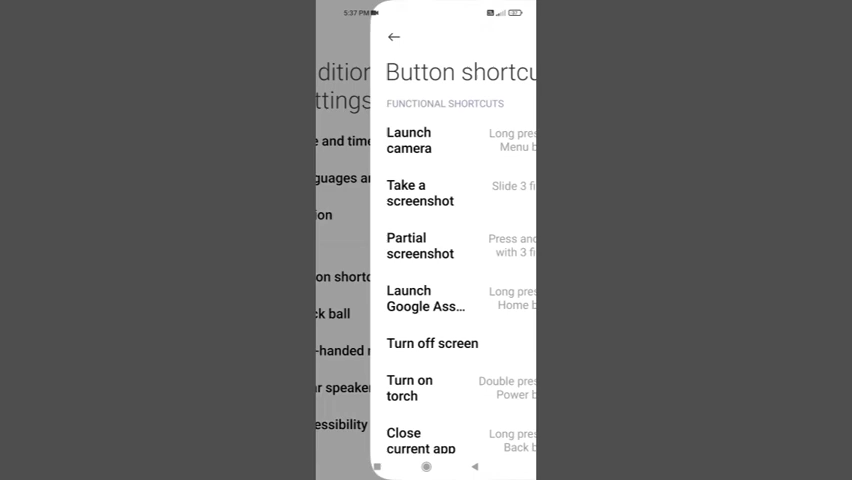 5:37 PM
dition
ttings
e and time
guages an
ion
on shortc
ck ball
-handed m
ar speaker
cessibility
Button shortcu
FUNCTIONAL SHORTCUTS
Launch camera
Long pres
Menu b
Take a screenshot
Slide 3 fi
Partial screenshot
Press and
with 3 fi
Launch Google Ass...
Long pres
Home b
Turn off screen
Turn on torch
Double pres
Power b
Close current app
Long pres
Back b